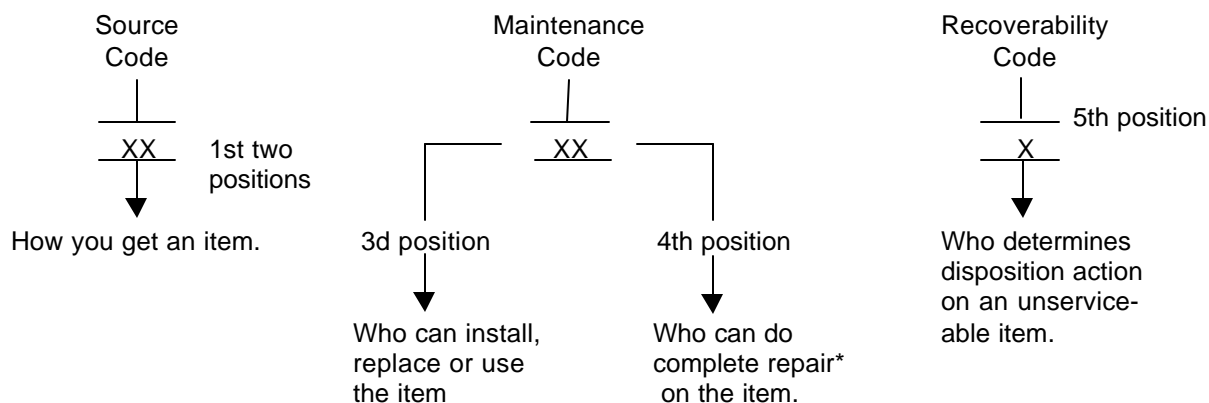 Source
Code
XX
1st two
positions
How you get an item.
Maintenance
Code
XX
3d position
Who can install,
replace or use
the item
4th position
Who can do
complete repair*
on the item.
Recoverability
Code
5th position
X
Who determines
disposition action
on an unservice-
able item.